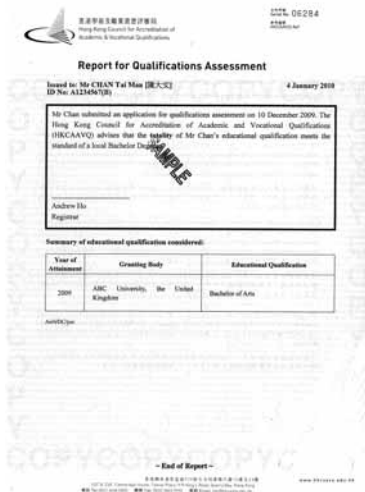 香港學術及職業資歷評審局
Hong Kong Council for Accreditation of
Academic & Vocational Qualifications
Serial No. 06284
Report for Qualifications Assessment
Issued to: Mr CHAN Tai Man [陳大文]
4 January 2010
ID No: A1234567(8)
Mr Chan submitted an application for qualifications assessment on 10 December 2009. The
Hong Kong Council for Accreditation of Academic and Vocational Qualifications
(HKCAAVQ) advises that the totality of Mr Chan's educational qualification meets the
standard of a local Bachelor Degree.
SAMPLE
Andrew Ho
Registrar
Summary of educational qualification considered:
Year of Attainment
Granting Body
Educational Qualification
2009
ABC University, the United
Kingdom
Bachelor of Arts
~ End of Report ~